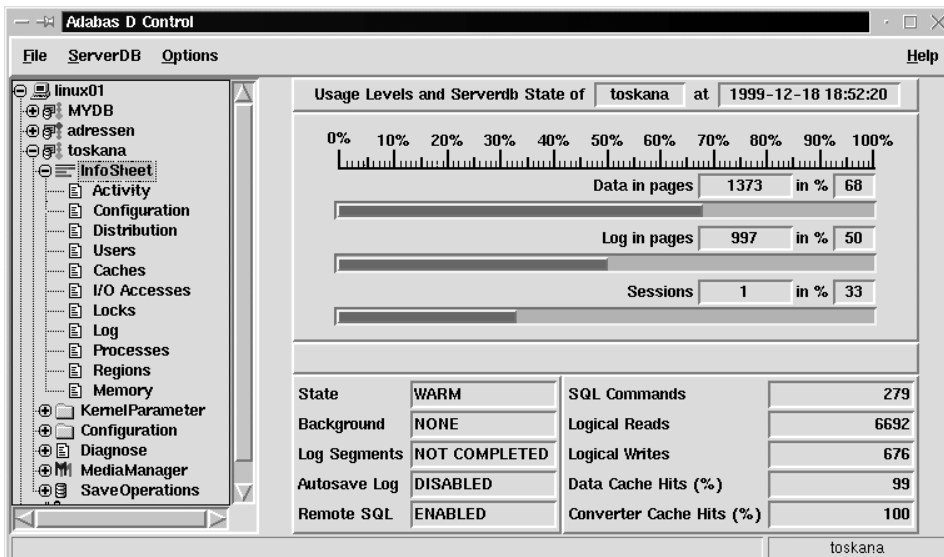 Adabas D Control
File ServerDB Options Help
linux01
MYDB
adressen
toskana
InfoSheet
Activity
Configuration
Distribution
Users
Caches
I/O Accesses
Locks
Log
Processes
Regions
Memory
KernelParameter
Configuration
Diagnose
MediaManager
SaveOperations
Usage Levels and Serverdb State of toskana at 1999-12-18 18:52:20
0% 10% 20% 30% 40% 50% 60% 70% 80% 90% 100%
Data in pages 1373 in % 68
Log in pages 997 in % 50
Sessions 1 in % 33
State WARM
Background NONE
Log Segments NOT COMPLETED
Autosave Log DISABLED
Remote SQL ENABLED
SQL Commands 279
Logical Reads 6692
Logical Writes 676
Data Cache Hits (%) 99
Converter Cache Hits (%) 100
toskana